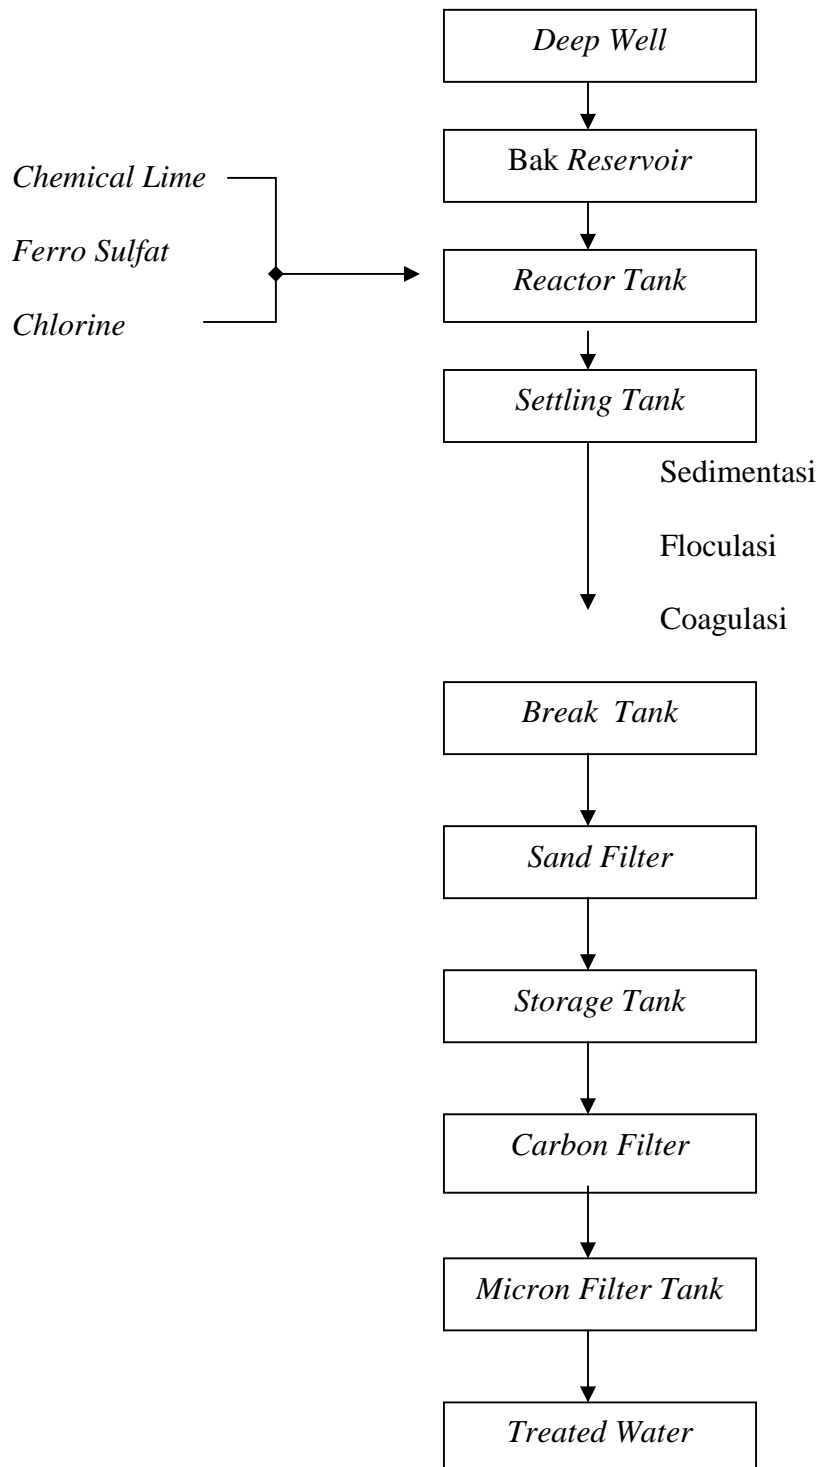 Deep Well
Bak Reservoir
Chemical Lime
Ferro Sulfat
Reactor Tank
Chlorine
Settling Tank
Sedimentasi
Floculasi
Coagulasi
Break Tank
Sand Filter
Storage Tank
Carbon Filter
Micron Filter Tank
Treated Water